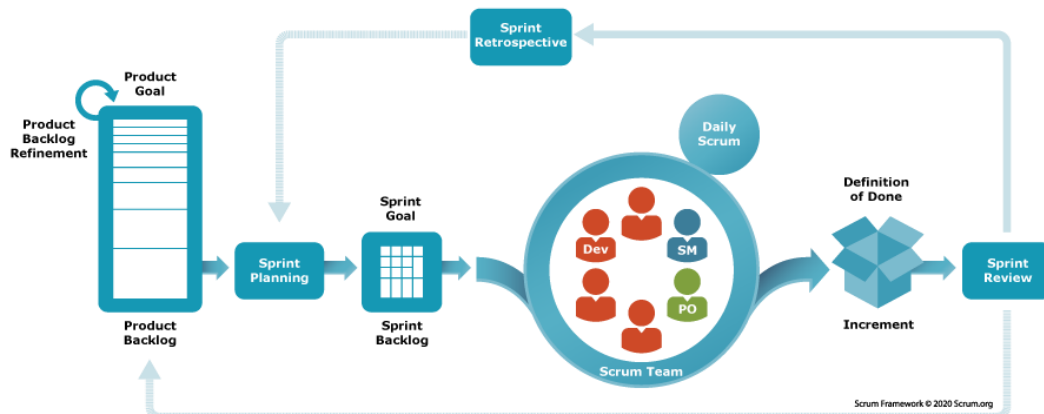 Sprint
Retrospective
Product
Goal
Product
Backlog
Refinement
Daily
Scrum
Definition
of Done
Sprint
Goal
Dev
SM
Sprint
Planning
Sprint
Review
PO
Product
Backlog
Sprint
Backlog
Increment
Scrum Team
Scrum Framework © 2020 Scrum.org